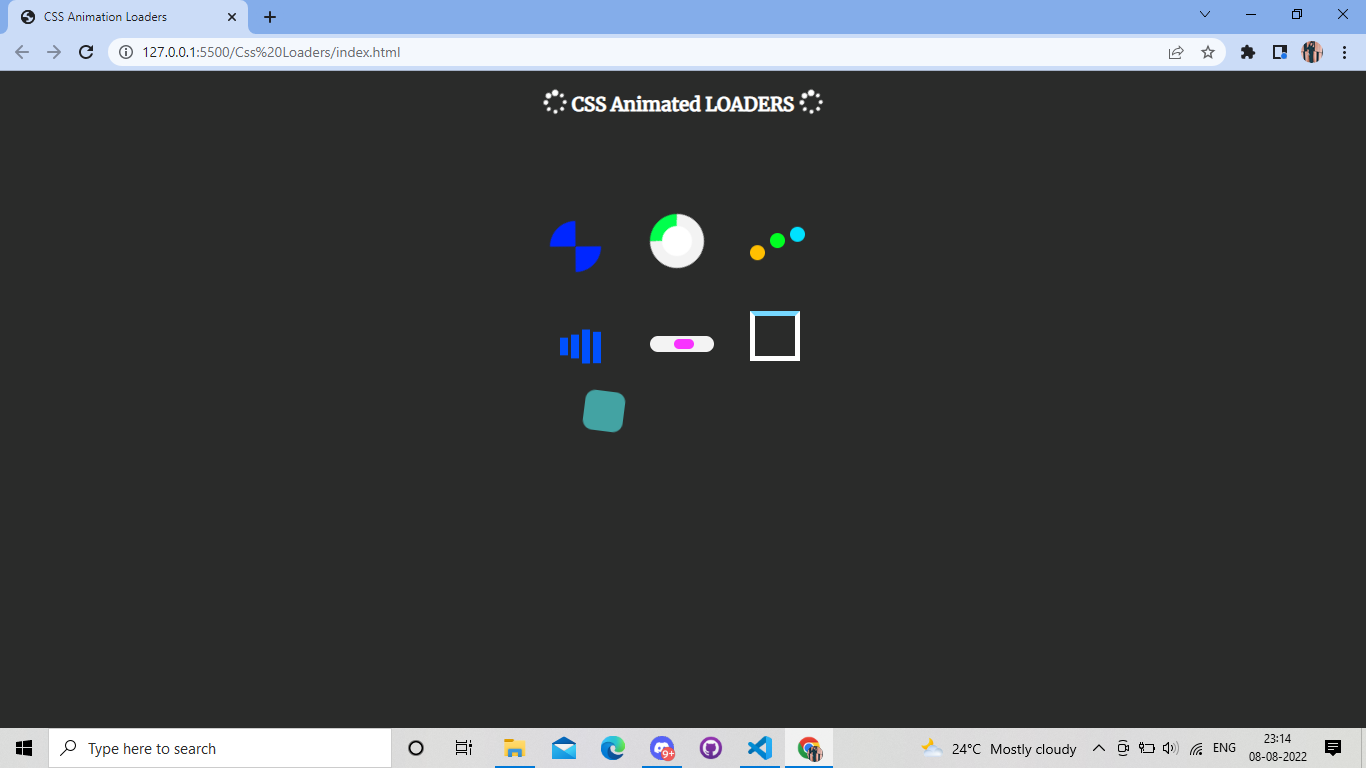 CSS Animation Loaders
127.0.0.1:5500/Css%20Loaders/index.html
CSS Animated LOADERS
Type here to search
9+
24°C Mostly cloudy
ENG
23:14
08-08-2022